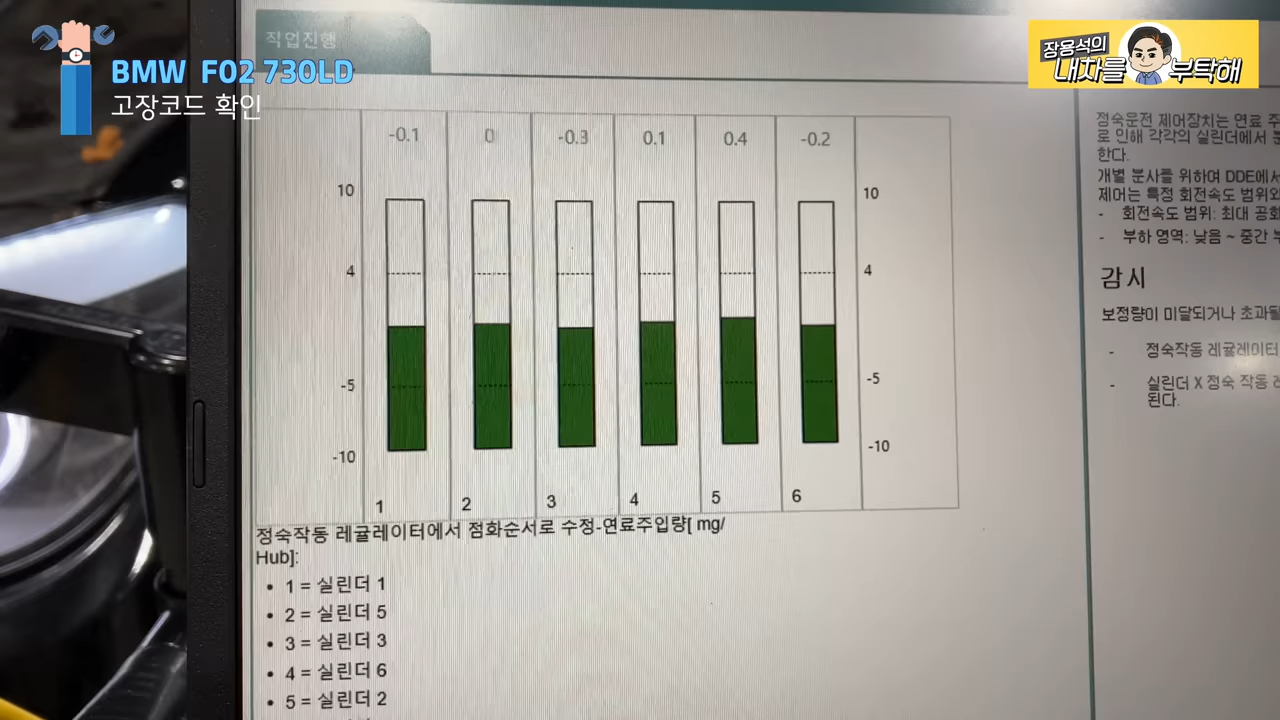 BMW F02 730LD
고장코드 확인
장용석의
내차를 부탁해
직업진행
-0.1 0 -0.3 0.1 0.4 -0.2
10 10
4 4
-5 -5
-10 -10
1 2 3 4 5 6
정숙작동 레귤레이터에서 점화순서로 수정-연료주입량[ mg/
Hub]:
• 1 = 실린더 1
• 2 = 실린더 5
• 3 = 실린더 3
• 4 = 실린더 6
• 5 = 실린더 2
정숙운전 제어장치는 연료 주
로 인해 각각의 실린더에서
한다.
개별 분사를 위하여 DDE에서
제어는 특정 회전속도 범위와
- 회전속도 범위: 최대 공회
- 부하 영역: 낮음 ~ 중간
감시
보정량이 미달되거나 초과될
- 정숙작동 레귤레이터
- 실린더 X 정숙 작동
된다.